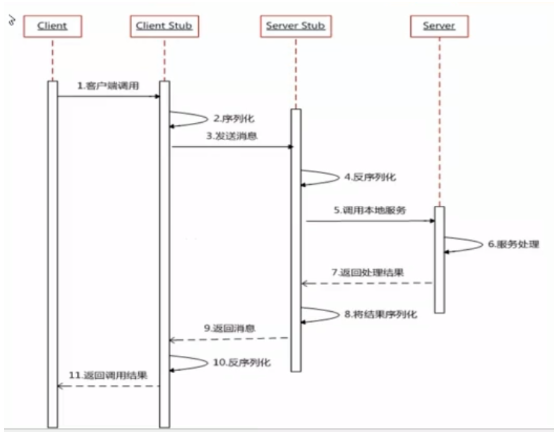 Client
Client Stub
Server Stub
Server
1.客户端调用
2.序列化
3.发送消息
4.反序列化
5.调用本地服务
6.服务处理
7.返回处理结果
8.将结果序列化
9.返回消息
10.反序列化
11.返回调用结果